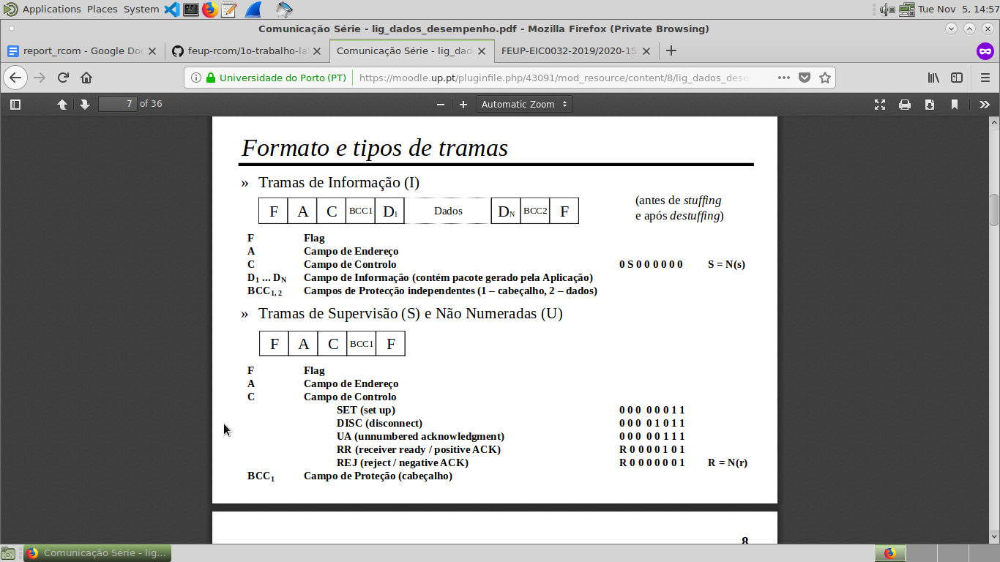 Applications Places System Tue Nov 5, 14:57
Comunicação Série - lig_dados_desempenho.pdf - Mozilla Firefox (Private Browsing)
report_rcom - Google Do feup-rcom/1o-trabalho-la Comunicação Série - lig_dad FEUP-EIC0032-2019/2020-1S
Universidade do Porto (PT) https://moodle.up.pt/pluginfile.php/43091/mod_resource/content/8/lig_dados_dese
7 of 36 Automatic Zoom
Formato e tipos de tramas
» Tramas de Informação (I)
(antes de stuffing
e após destuffing)
F A C BCC1 D1 Dados DN BCC2 F
F Flag
A Campo de Endereço
C Campo de Controlo 0 S 0 0 0 0 0 0 S = N(s)
D1 ... DN Campo de Informação (contém pacote gerado pela Aplicação)
BCC1, 2 Campos de Protecção independentes (1 – cabeçalho, 2 – dados)
» Tramas de Supervisão (S) e Não Numeradas (U)
F A C BCC1 F
F Flag
A Campo de Endereço
C Campo de Controlo
SET (set up) 0 0 0 0 0 0 1 1
DISC (disconnect) 0 0 0 0 1 0 1 1
UA (unnumbered acknowledgment) 0 0 0 0 0 1 1 1
RR (receiver ready / positive ACK) R 0 0 0 0 1 0 1
REJ (reject / negative ACK) R 0 0 0 0 0 0 1 R = N(r)
BCC1 Campo de Proteção (cabeçalho)
8
Comunicação Série - lig...